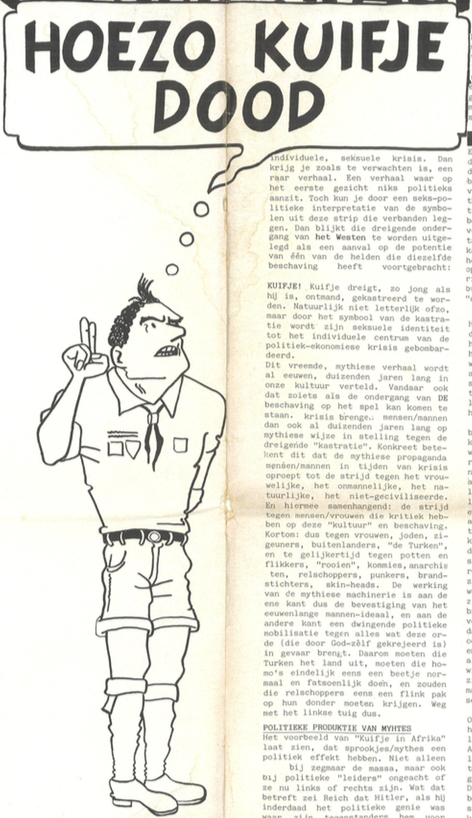 HOEZO KUIFJE
DOOD
individuele, seksuele krisis. Dan
krijg je zoals te verwachten is, een
raar verhaal. Een verhaal waar op
het eerste gezicht niks politieks
aanzit. Toch kun je door een seks-po-
litieke interpretatie van de symbo-
len uit deze strip die verbanden leg-
gen. Dan blijkt die dreigende onder-
gang van het Westen te worden uitge-
legd als een aanval op de potentie
van één van de helden die diezelfde
beschaving heeft voortgebracht:
KUIFJE! Kuifje dreigt, zo jong als
hij is, ontmand, gekastreerd te wor-
den. Natuurlijk niet letterlijk ofzo,
maar door het symbool van de kastra-
tie wordt zijn seksuele identiteit
tot het individuele centrum van de
politiek-ekonomiese krisis gebombar-
deerd.
Dit vreemde, mythiese verhaal wordt
al eeuwen, duizenden jaren lang in
onze kultuur verteld. Vandaar ook
dat zoiets als de ondergang van DE
beschaving op het spel kan komen te
staan. krisis brenge.. mensen/mannen
dan ook al duizenden jaren lang op
mythiese wijze in stelling tegen de
dreigende "kastratie". Konkreet bete-
kent dit dat de mythiese propaganda
mensen/mannen in tijden van krisis
oproept tot de strijd tegen het vrou-
welijke, het onmannelijke, het na-
tuurlijke, het niet-geciviliseerde.
En hiermee samenhangend: de strijd
tegen mensen/vrouwen die kritiek heb-
ben op deze "kultuur" en beschaving.
Kortom: dus tegen vrouwen, joden, zi-
geuners, buitenlanders, "de Turken",
en te gelijkertijd tegen potten en
flikkers, "rooien", kommies, anarchis
ten, relschoppers, punkers, brand-
stichters, skin-heads. De werking
van de mythiese machinerie is aan de
ene kant dus de bevestiging van het
eeuwenlange mannen-ideaal, en aan de
andere kant een dwingende politieke
mobilisatie tegen alles wat deze or-
de (die door God-zèlf gekreeerd is)
in gevaar brengt. Daarom moeten die
Turken het land uit, moeten die ho-
mo's eindelijk eens een beetje nor-
maal en fatsoenlijk doen, en zouden
die relschoppers eens een flink pak
op hun donder moeten krijgen. Weg
met het linkse tuig dus.
POLITIEKE PRODUKTIE VAN MYHTES
Het voorbeeld van "Kuifje in Afrika"
laat zien, dat sprookjes/mythes een
politiek effekt hebben. Niet alleen
bij zegmaar de massa, maar ook
bij politieke "leiders" ongeacht of
ze nu links of rechts zijn. Wat dat
betreft zei Reich dat Hitler, als hij
inderdaad het politieke genie was
waar zijn tegenstanders hem voor